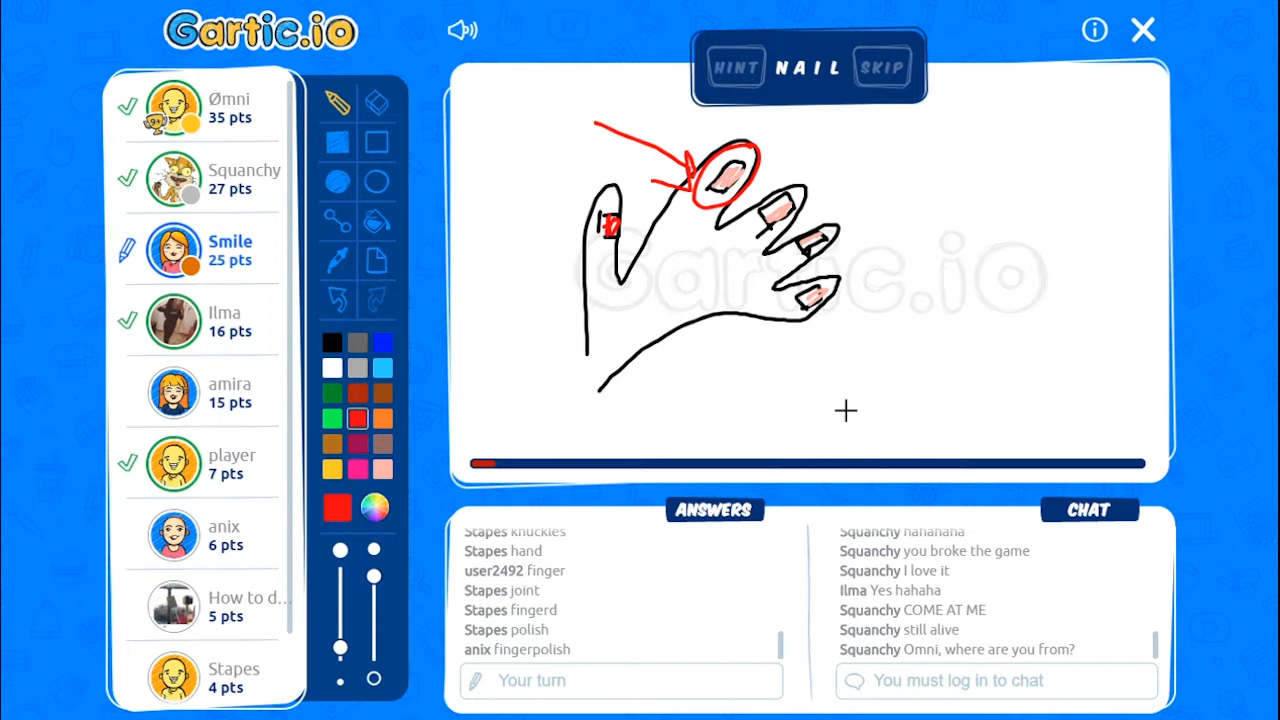 Gartic.io
HINT NAIL SKIP
Ømni
35 pts
Squanchy
27 pts
Smile
25 pts
Ilma
16 pts
amira
15 pts
player
7 pts
anix
6 pts
How to d...
5 pts
Stapes
4 pts
9+
Gartic.io
ANSWERS
Stapes knuckles
Stapes hand
user2492 finger
Stapes joint
Stapes fingerd
Stapes polish
anix fingerpolish
Your turn
CHAT
Squanchy hahahaha
Squanchy you broke the game
Squanchy I love it
Ilma Yes hahaha
Squanchy COME AT ME
Squanchy still alive
Squanchy Omni, where are you from?
You must log in to chat